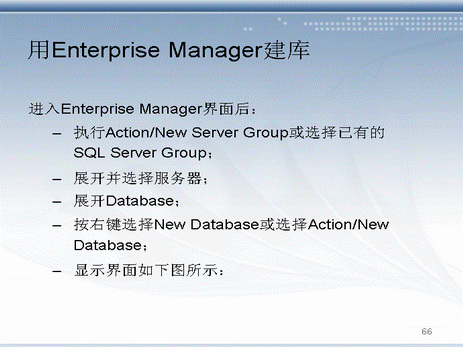 用Enterprise Manager建库
进入Enterprise Manager界面后：
– 执行Action/New Server Group或选择已有的
SQL Server Group；
– 展开并选择服务器；
– 展开Database；
– 按右键选择New Database或选择Action/New
Database；
– 显示界面如下图所示：
66